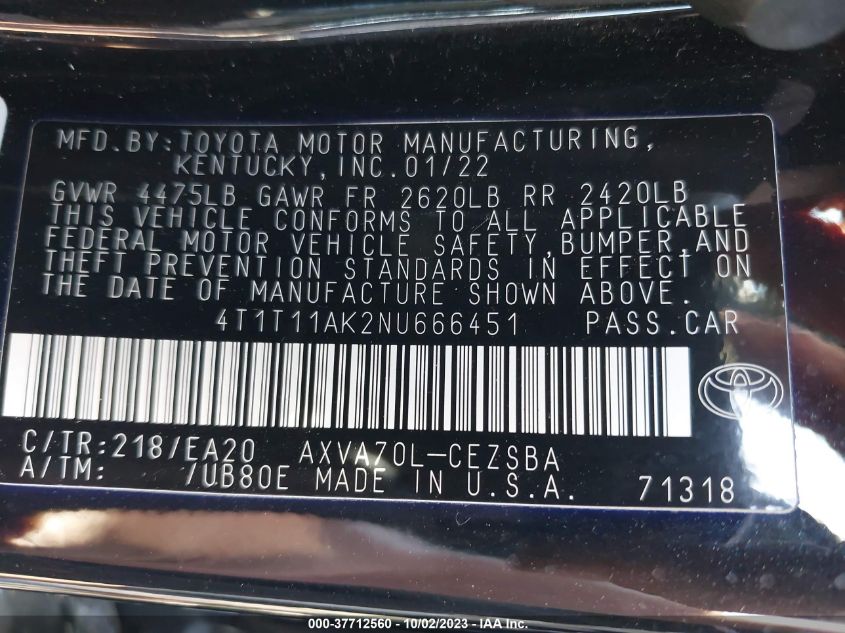 MFD.BY:TOYOTA MOTOR MANUFACTURING,
KENTUCKY,INC.01/22
GVWR 4475LB GAWR FR 2620LB RR 2420LB
THIS VEHICLE CONFORMS TO ALL APPLICABLE
FEDERAL MOTOR VEHICLE SAFETY,BUMPER,AND
THEFT PREVENTION STANDARDS IN EFFECT ON
THE DATE OF MANUFACTURE SHOWN ABOVE.
4T1T11AK2NU666451 PASS.CAR
C/TR:218/EA20 AXVA70L-CEZSBA
A/TM: /UB80E MADE IN U.S.A. 71318
000-37712560 - 10/02/2023 - IAA Inc.